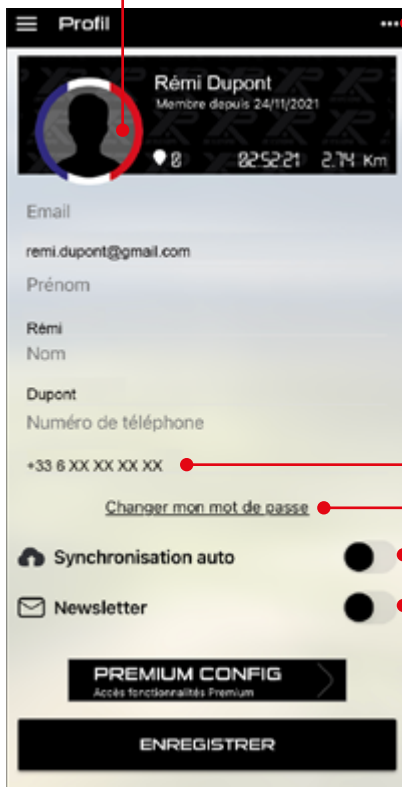 Profil
Rémi Dupont
Membre depuis 24/11/2021
0 02:52:21 2.74 Km
Email
remi.dupont@gmail.com
Prénom
Rémi
Nom
Dupont
Numéro de téléphone
+33 6 XX XX XX XX
Changer mon mot de passe
Synchronisation auto
Newsletter
PREMIUM CONFIG
Accès fonctionnalités Premium
ENREGISTRER